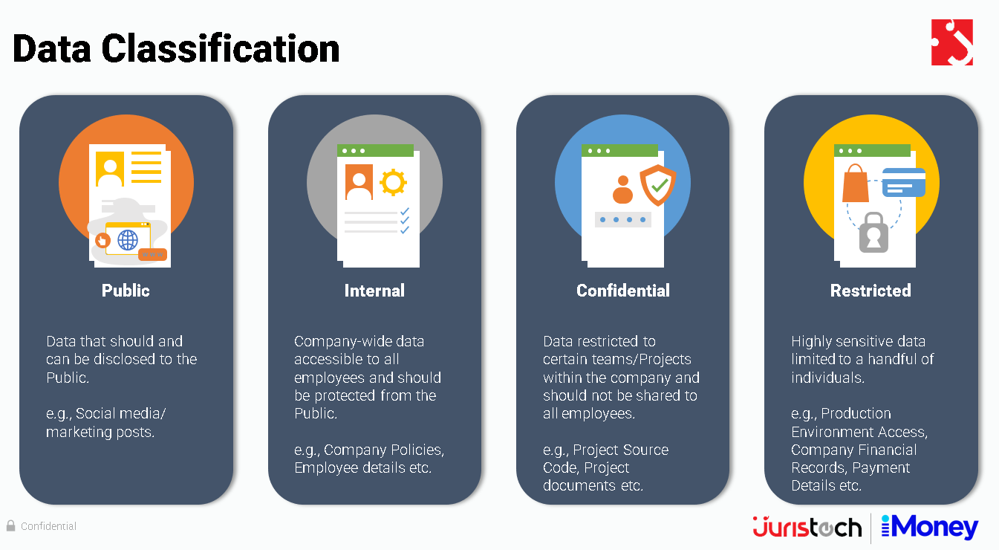 Data Classification
Public
Data that should and
can be disclosed to the
Public.
e.g., Social media/
marketing posts.
Internal
Company-wide data
accessible to all
employees and should
be protected from the
Public.
e.g., Company Policies,
Employee details etc.
Confidential
Data restricted to
certain teams/Projects
within the company and
should not be shared to
all employees.
e.g., Project Source
Code, Project
documents etc.
Restricted
Highly sensitive data
limited to a handful of
individuals.
e.g., Production
Environment Access,
Company Financial
Records, Payment
Details etc.
Confidential
juristech
iMoney